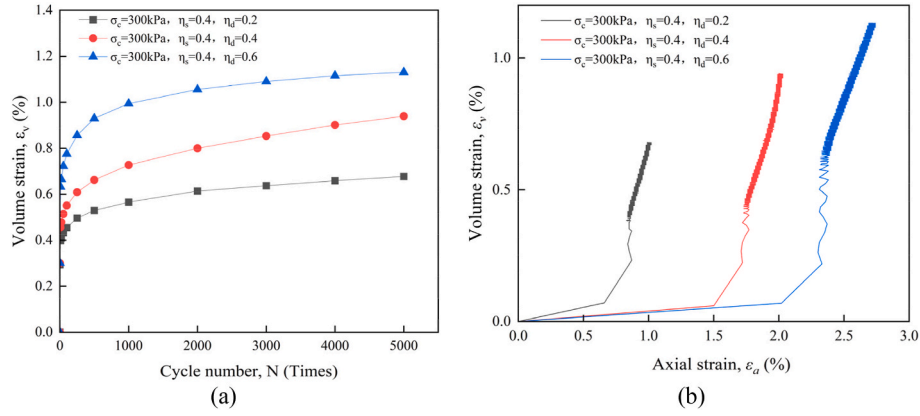 σc=300kPa, ηs=0.4, ηd=0.2
σc=300kPa, ηs=0.4, ηd=0.4
σc=300kPa, ηs=0.4, ηd=0.6
Volume strain, εv (%)
1.4
1.2
1.0
0.8
0.6
0.4
0.2
0.0
0 1000 2000 3000 4000 5000
Cycle number, N (Times)
(a)
σc=300kPa, ηs=0.4, ηd=0.2
σc=300kPa, ηs=0.4, ηd=0.4
σc=300kPa, ηs=0.4, ηd=0.6
Volume strain, εv (%)
1.0
0.5
0.0
0.0 0.5 1.0 1.5 2.0 2.5 3.0
Axial strain, εa (%)
(b)